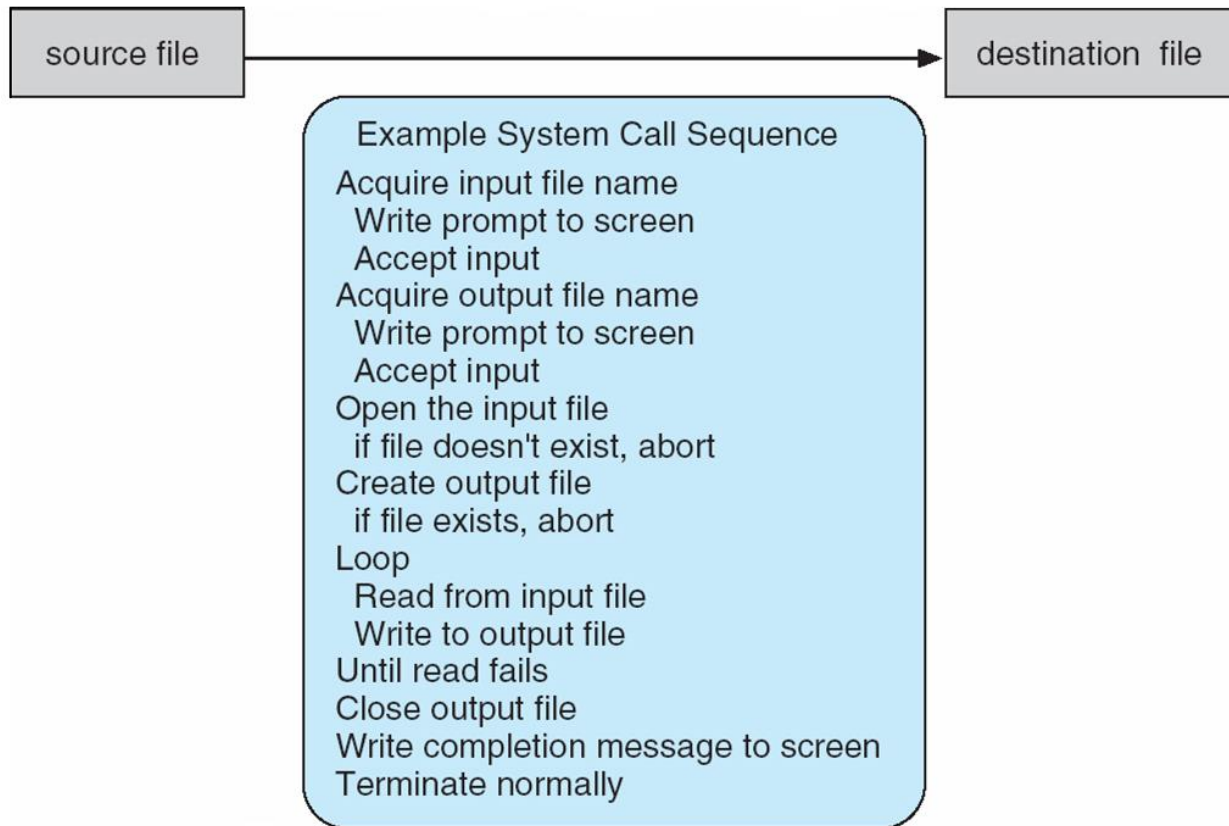 source file
destination file
Example System Call Sequence
Acquire input file name
Write prompt to screen
Accept input
Acquire output file name
Write prompt to screen
Accept input
Open the input file
if file doesn't exist, abort
Create output file
if file exists, abort
Loop
Read from input file
Write to output file
Until read fails
Close output file
Write completion message to screen
Terminate normally